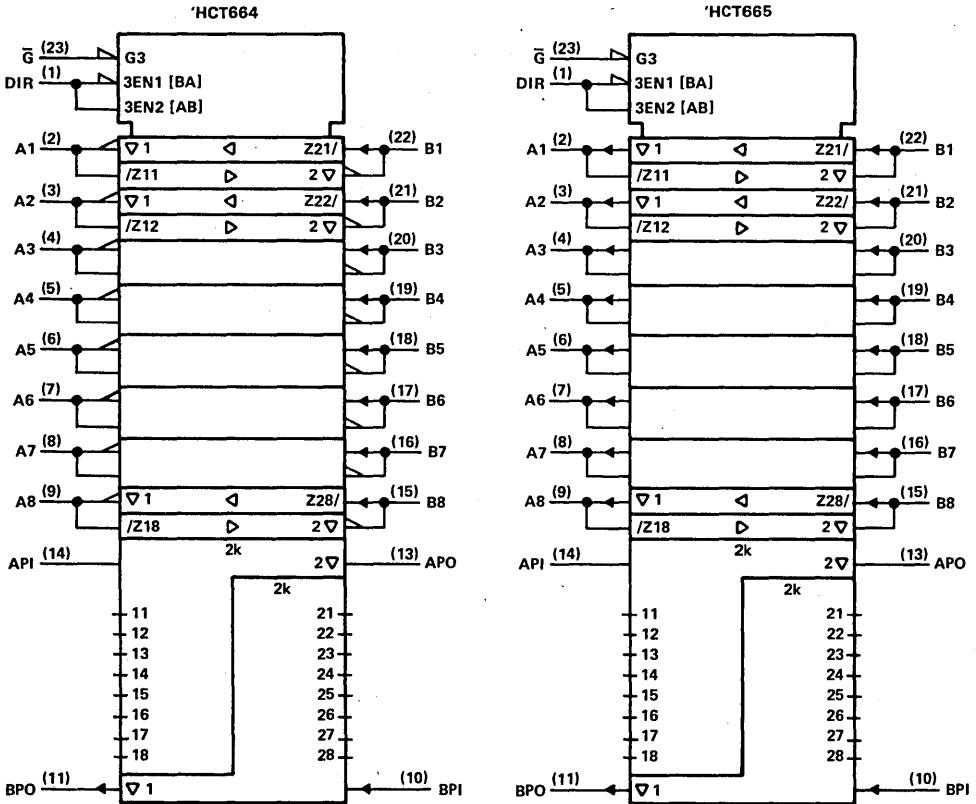 'HCT664
G̅ (23) G3
DIR (1) 3EN1 [BA]
3EN2 [AB]
A1 (2) ▽ 1 ◁ Z21/ (22) B1
/Z11 ▷ 2 ▽
A2 (3) ▽ 1 ◁ Z22/ (21) B2
/Z12 ▷ 2 ▽
A3 (4) (20) B3
A4 (5) (19) B4
A5 (6) (18) B5
A6 (7) (17) B6
A7 (8) (16) B7
A8 (9) ▽ 1 ◁ Z28/ (15) B8
/Z18 ▷ 2 ▽
2k
API (14) 2 ▽ (13) APO
2k
11 21
12 22
13 23
14 24
15 25
16 26
17 27
18 28
BPO (11) ▽ 1 (10) BPI
'HCT665
G̅ (23) G3
DIR (1) 3EN1 [BA]
3EN2 [AB]
A1 (2) ▽ 1 ◁ Z21/ (22) B1
/Z11 ▷ 2 ▽
A2 (3) ▽ 1 ◁ Z22/ (21) B2
/Z12 ▷ 2 ▽
A3 (4) (20) B3
A4 (5) (19) B4
A5 (6) (18) B5
A6 (7) (17) B6
A7 (8) (16) B7
A8 (9) ▽ 1 ◁ Z28/ (15) B8
/Z18 ▷ 2 ▽
2k
API (14) 2 ▽ (13) APO
2k
11 21
12 22
13 23
14 24
15 25
16 26
17 27
18 28
BPO (11) ▽ 1 (10) BPI